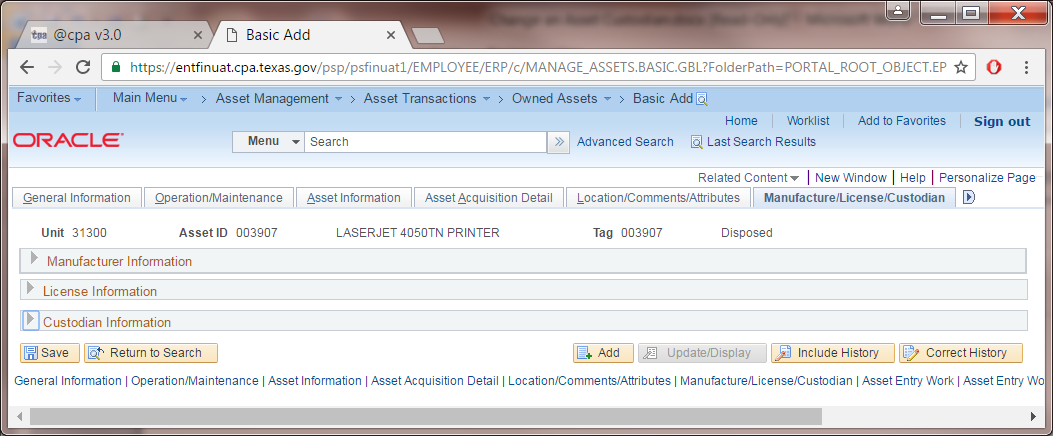 Change an Asset Custodian.docx [Read-Only] - Microsoft W
cpa @cpa v3.0 × Basic Add ×
https://entfinuat.cpa.texas.gov/psp/psfinuat1/EMPLOYEE/ERP/c/MANAGE_ASSETS.BASIC.GBL?FolderPath=PORTAL_ROOT_OBJECT.EP
Favorites Main Menu > Asset Management > Asset Transactions > Owned Assets > Basic Add
Home Worklist Add to Favorites Sign out
ORACLE® Menu Search » Advanced Search Last Search Results
Related Content New Window Help Personalize Page
General Information Operation/Maintenance Asset Information Asset Acquisition Detail Location/Comments/Attributes Manufacture/License/Custodian
Unit 31300 Asset ID 003907 LASERJET 4050TN PRINTER Tag 003907 Disposed
Manufacturer Information
License Information
Custodian Information
Save Return to Search Add Update/Display Include History Correct History
General Information | Operation/Maintenance | Asset Information | Asset Acquisition Detail | Location/Comments/Attributes | Manufacture/License/Custodian | Asset Entry Work | Asset Entry Wo